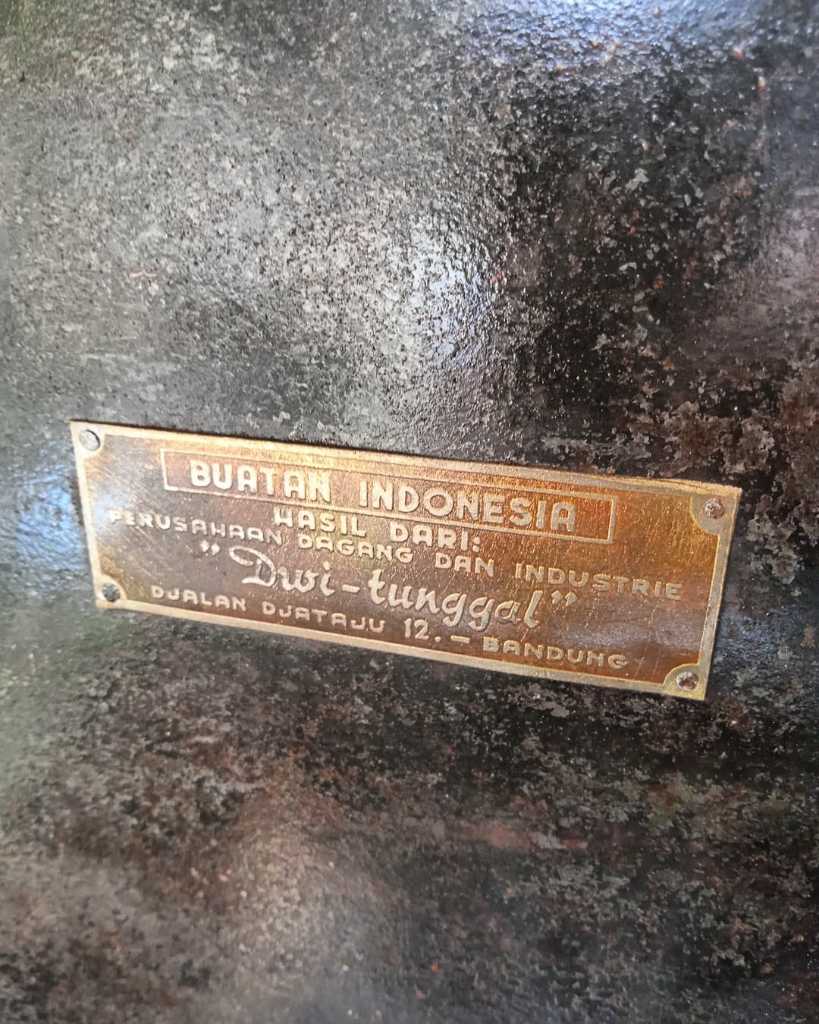 BUATAN INDONESIA
HASIL DARI:
PERUSAHAAN DAGANG DAN INDUSTRIE
"Dwi-tunggal"
DJALAN DJATAJU 12.- BANDUNG